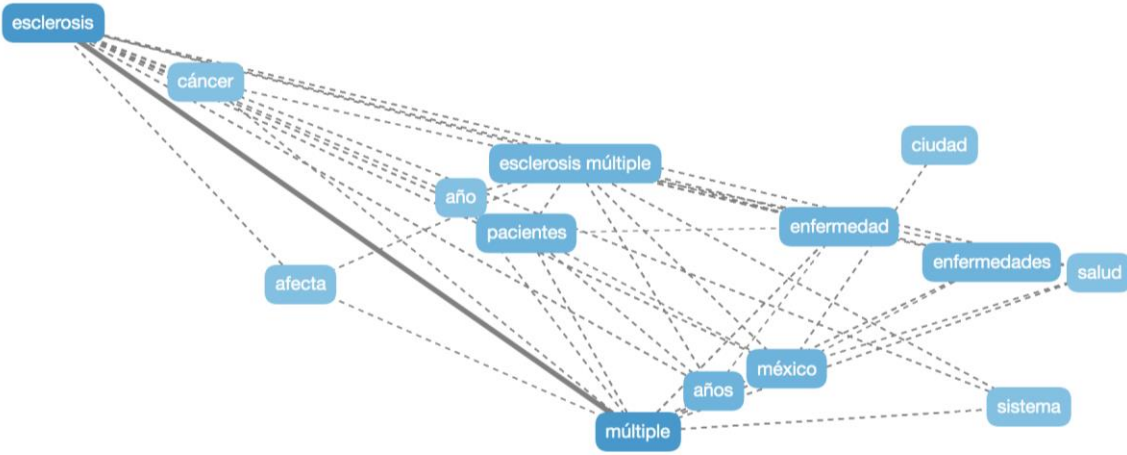 esclerosis
cáncer
ciudad
esclerosis múltiple
año
pacientes
enfermedad
enfermedades
salud
afecta
méxico
años
sistema
múltiple